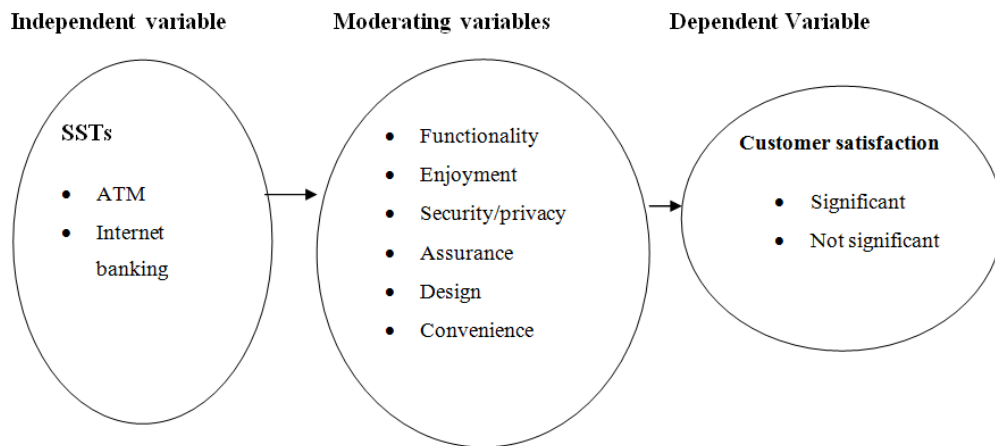 Independent variable
Moderating variables
Dependent Variable
SSTs
• ATM
• Internet
banking
• Functionality
• Enjoyment
• Security/privacy
• Assurance
• Design
• Convenience
Customer satisfaction
• Significant
• Not significant